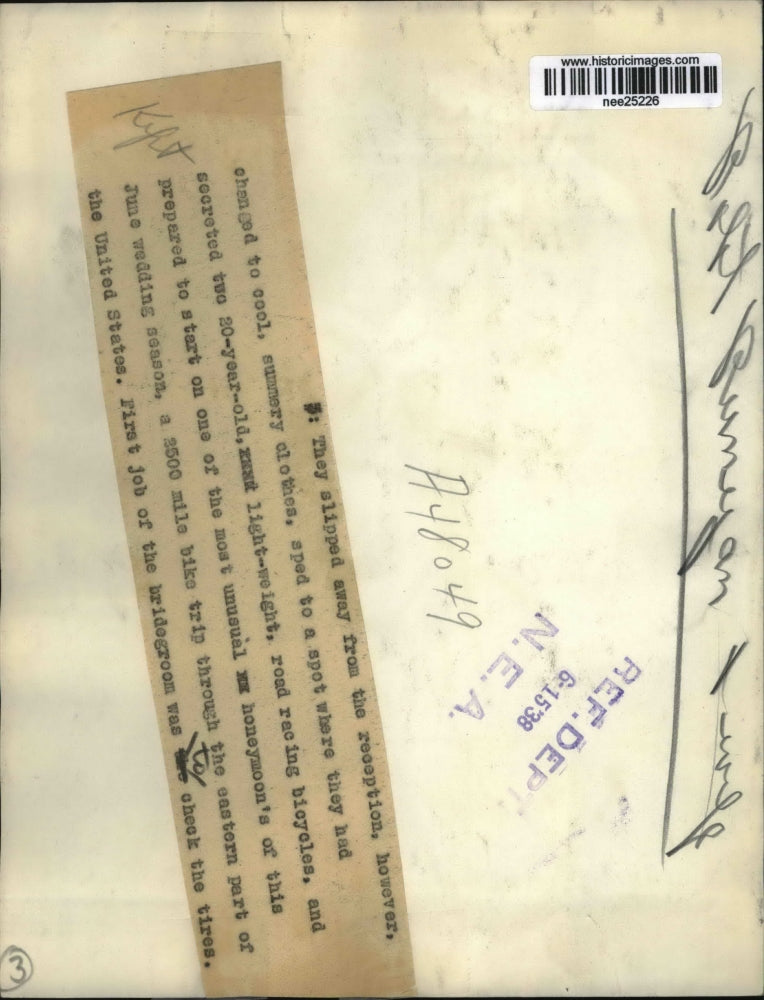 www.historicimages.com
nee25226
3: They slipped away from the reception, however,
changed to cool, summery clothes, sped to a spot where they had
secreted two 20-year-old, light-weight, road racing bicycles, and
prepared to start on one of the most unusual honeymoon's of this
June wedding season, a 2500 mile bike trip through the eastern part of
the United States. First job of the bridegroom was to check the tires.
A48049
REF. DEPT.
6-15-38
N.E.A.
3